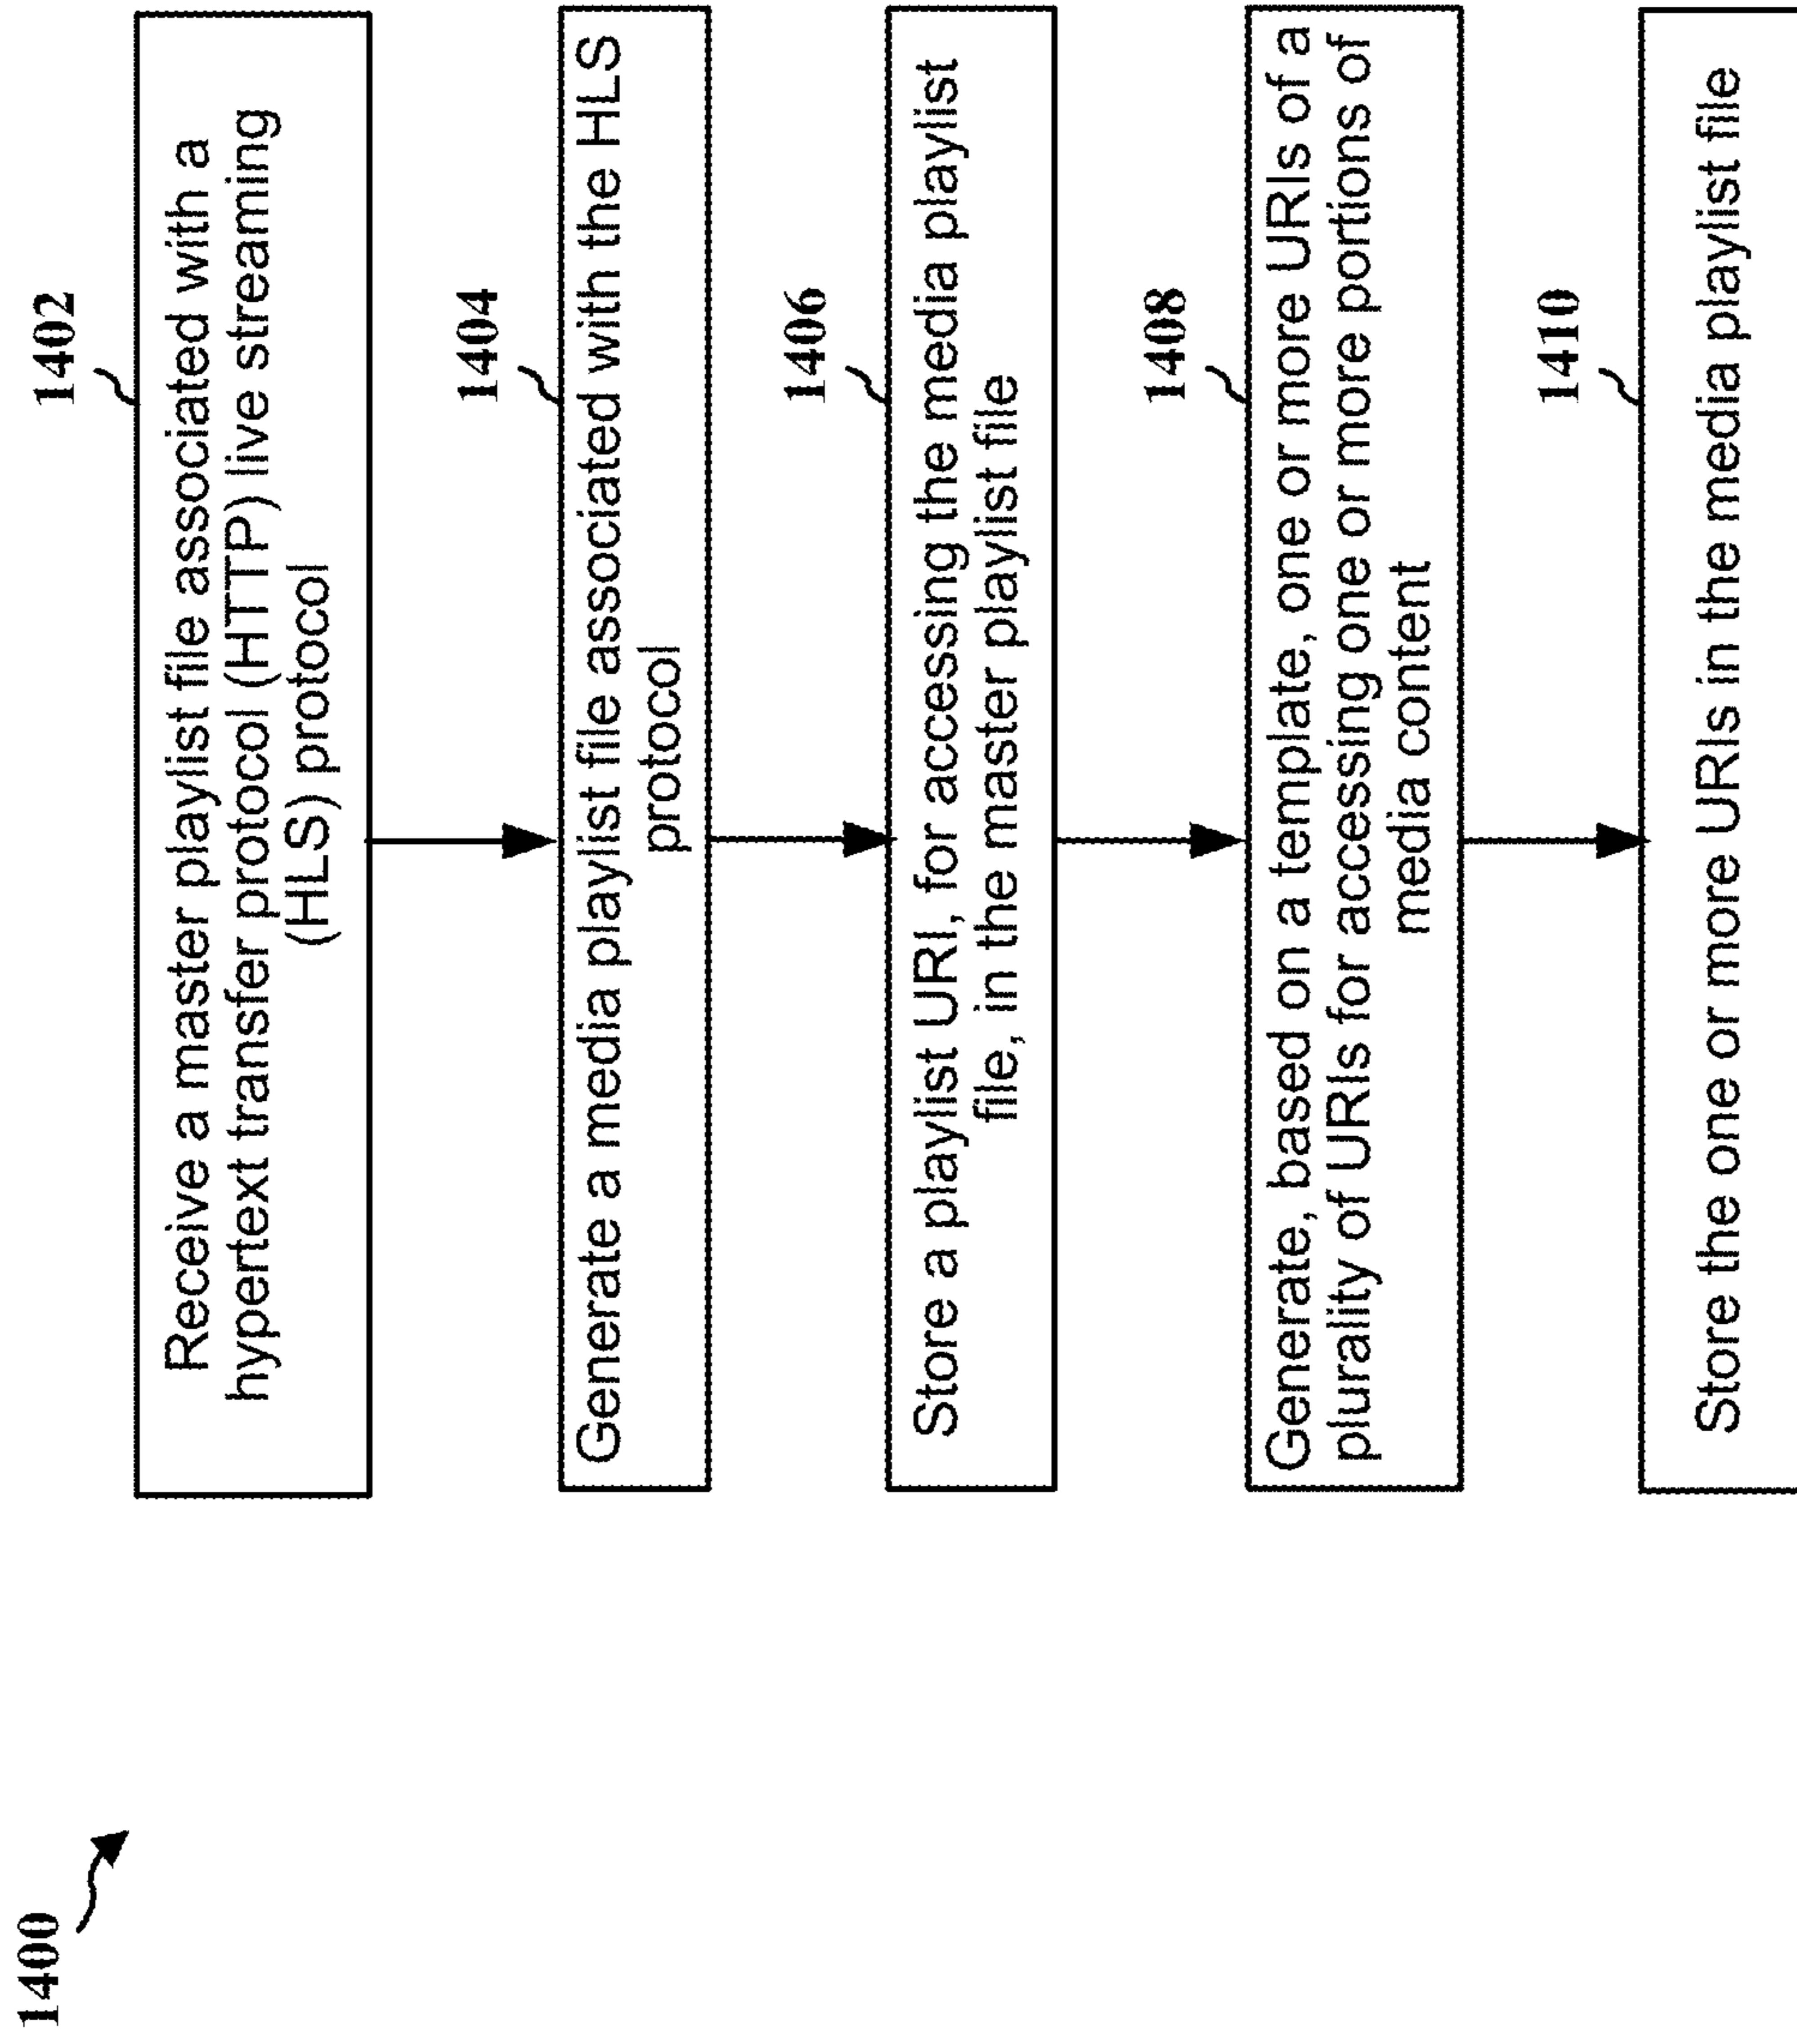 1400
1402
Receive a master playlist file associated with a
hypertext transfer protocol (HTTP) live streaming
(HLS) protocol
1404
Generate a media playlist file associated with the HLS
protocol
1406
Store a playlist URI, for accessing the media playlist
file, in the master playlist file
1408
Generate, based on a template, one or more URIs of a
plurality of URIs for accessing one or more portions of
media content
1410
Store the one or more URIs in the media playlist file